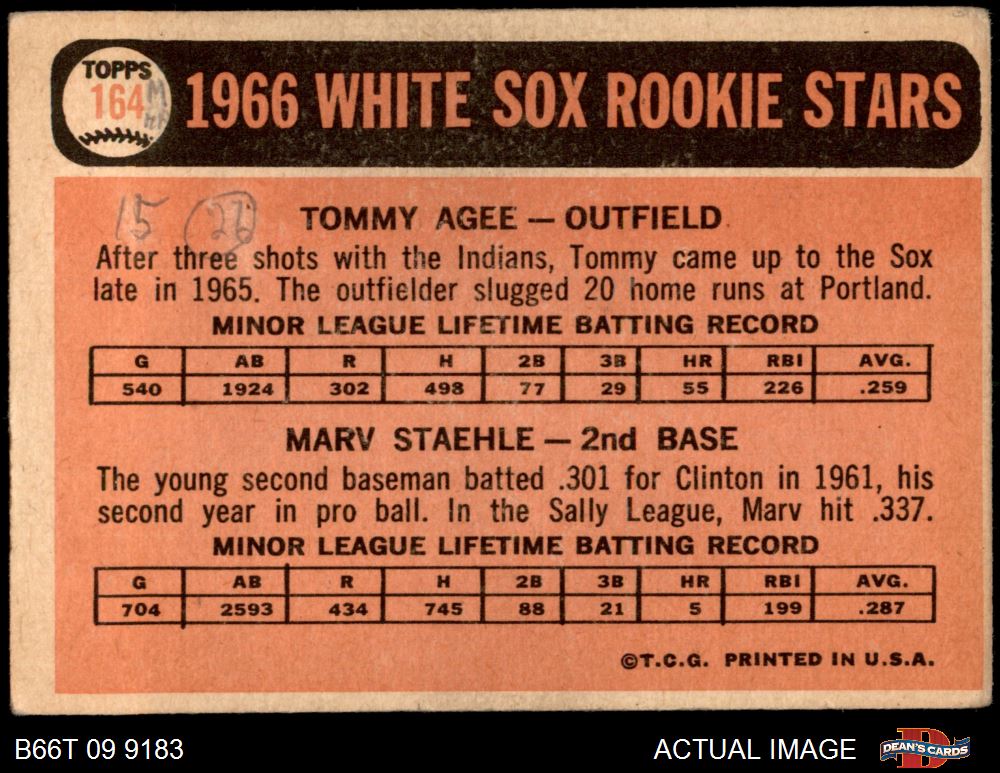 TOPPS
164
1966 WHITE SOX ROOKIE STARS
15 26
TOMMY AGEE — OUTFIELD
After three shots with the Indians, Tommy came up to the Sox
late in 1965. The outfielder slugged 20 home runs at Portland.
MINOR LEAGUE LIFETIME BATTING RECORD
G AB R H 2B 3B HR RBI AVG.
540 1924 302 498 77 29 55 226 .259
MARV STAEHLE — 2nd BASE
The young second baseman batted .301 for Clinton in 1961, his
second year in pro ball. In the Sally League, Marv hit .337.
MINOR LEAGUE LIFETIME BATTING RECORD
G AB R H 2B 3B HR RBI AVG.
704 2593 434 745 88 21 5 199 .287
©T.C.G. PRINTED IN U.S.A.
B66T 09 9183 ACTUAL IMAGE DEAN'S CARDS